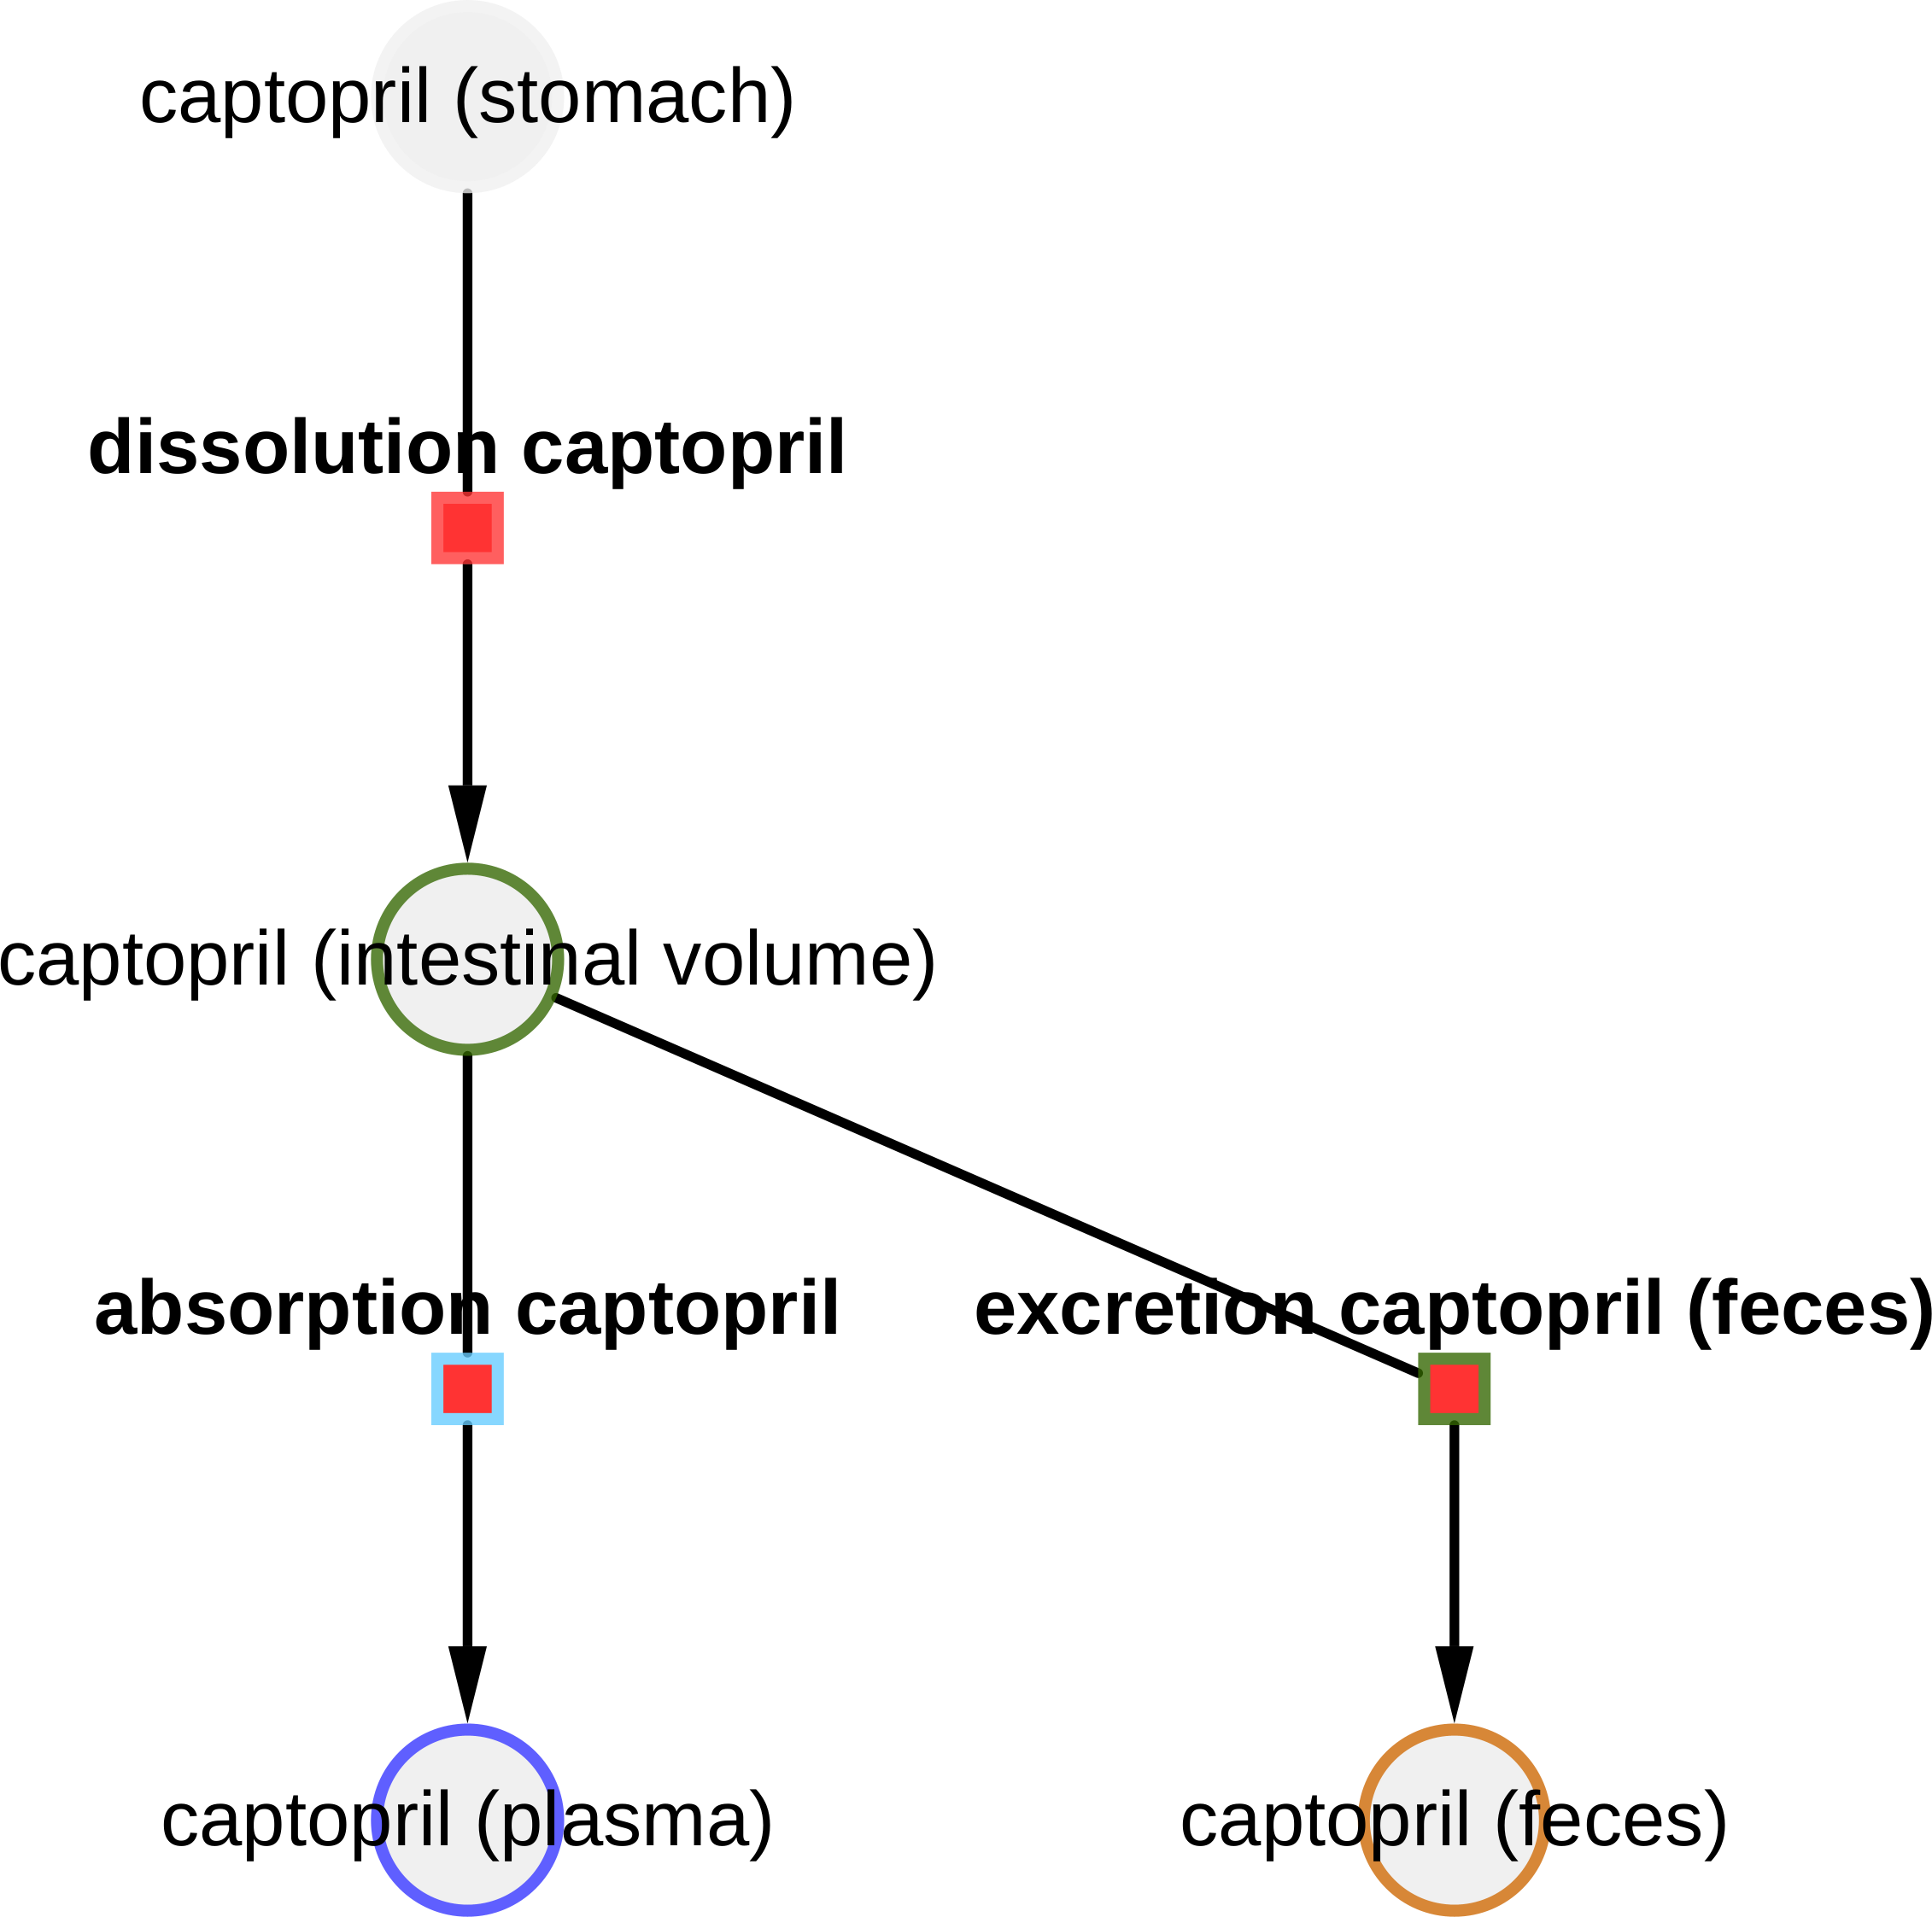 captopril (stomach)
dissolution captopril
captopril (intestinal volume)
absorption captopril
excretion captopril (feces)
captopril (plasma)
captopril (feces)